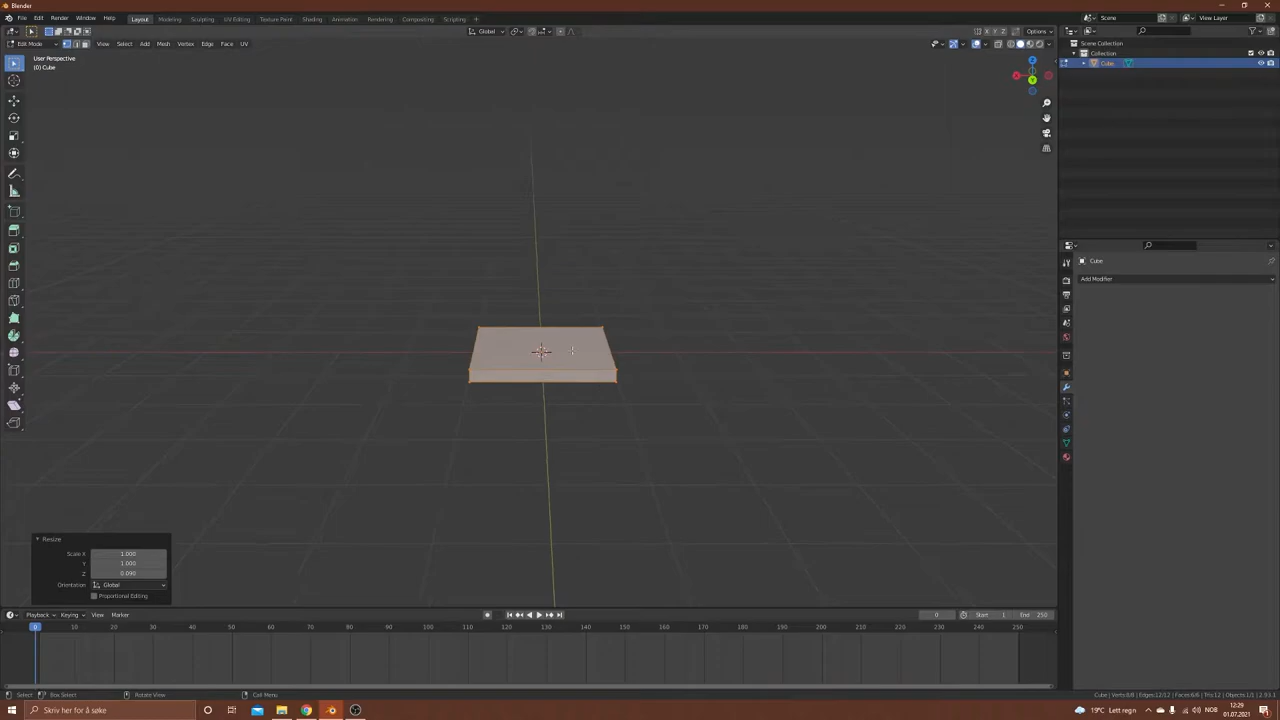 Blender
File Edit Render Window Help Layout Modeling Sculpting UV Editing Texture Paint Shading Animation Rendering Compositing Scripting + Scene View Layer
Global Options
Edit Mode View Select Add Mesh Vertex Edge Face UV
X Y Z
User Perspective
(0) Cube
Z
X
Y
Scene Collection
Collection
Cube
Cube
Add Modifier
Resize
Scale X 1.000
Y 1.000
Z 0.090
Orientation Global
Proportional Editing
Playback Keying View Marker 0 Start 1 End 250
0 10 20 30 40 50 60 70 80 90 100 110 120 130 140 150 160 170 180 190 200 210 220 230 240 250
Select Box Select Rotate View Call Menu Cube | Verts:8/8 | Edges:12/12 | Faces:6/6 | Tris:12 | Objects:1/1 | 2.93.1
Skriv her for å søke 19°C Lett regn NOB 12:29
01.07.2021